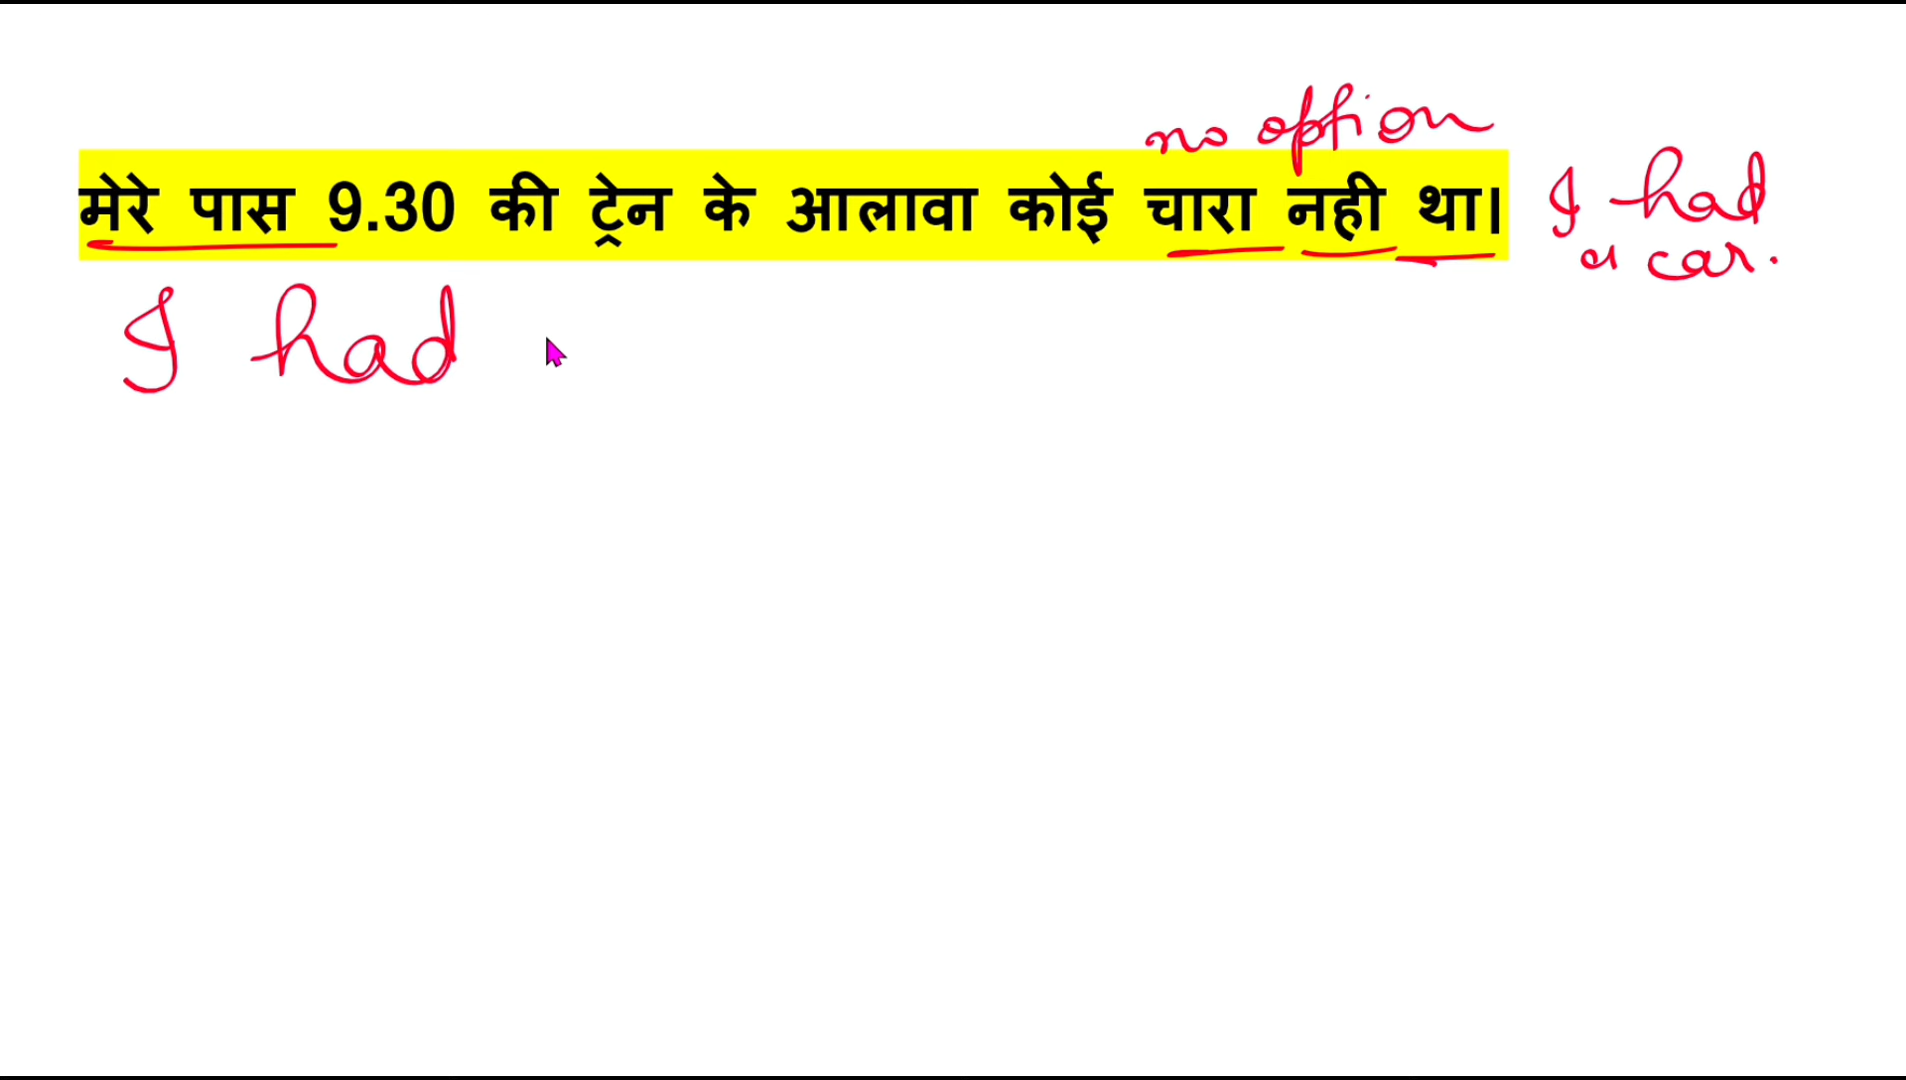 no option
मेरे पास 9.30 की ट्रेन के आलावा कोई चारा नही था।
I had
a car.
I had